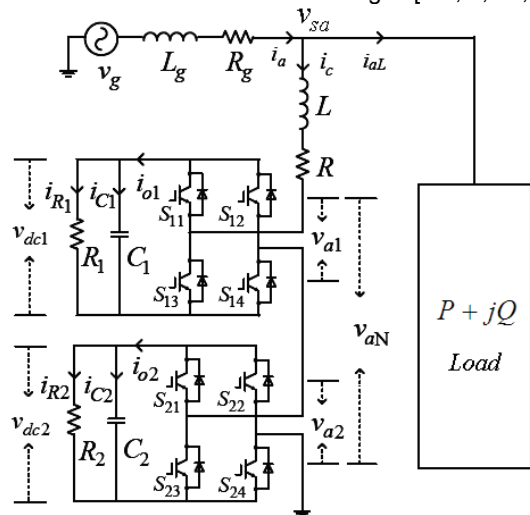 v_sa
v_g
L_g
R_g
i_a
i_c
i_aL
L
R
i_R1
i_C1
i_o1
S_11
S_12
v_dc1
R_1
C_1
S_13
S_14
v_a1
v_aN
P + jQ
Load
i_R2
i_C2
i_o2
S_21
S_22
v_dc2
R_2
C_2
S_23
S_24
v_a2